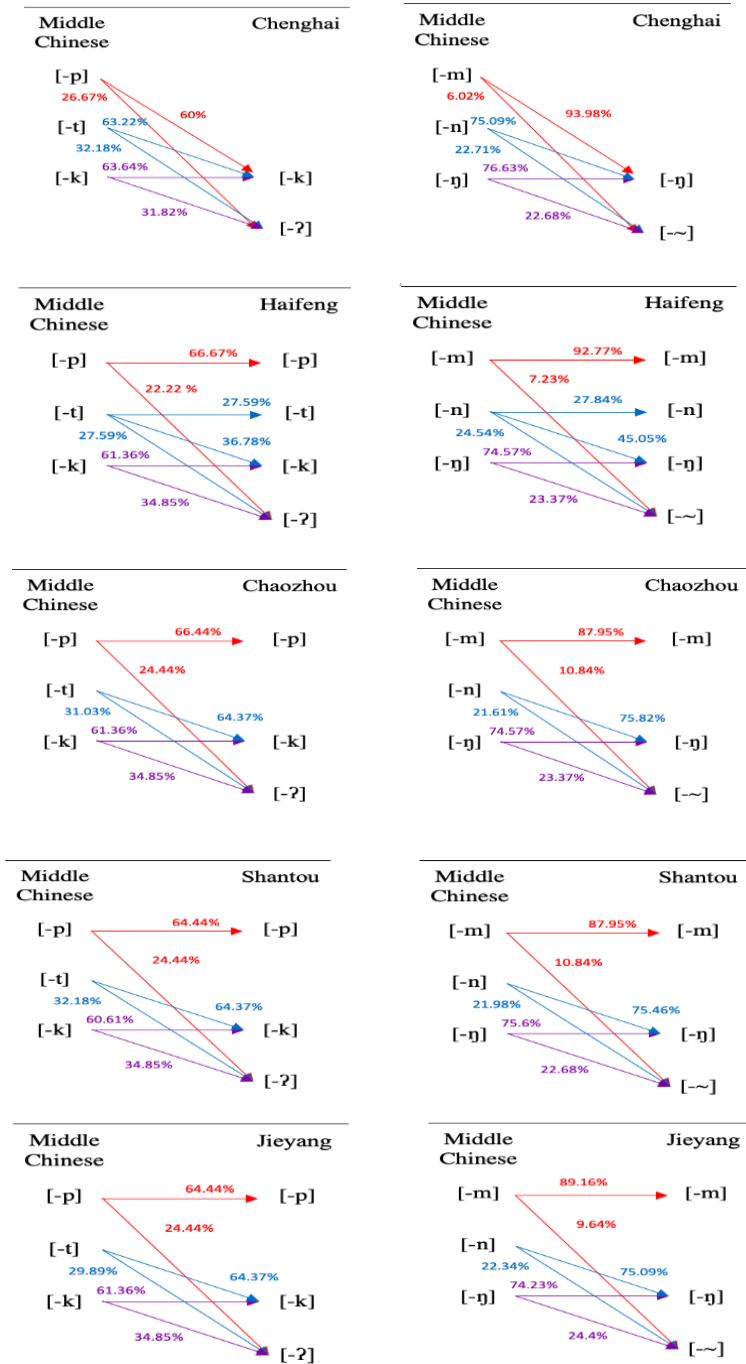 Middle
Chinese
Chenghai
[-p]
26.67%
60%
[-t]
63.22%
32.18%
63.64%
[-k]
[-k]
31.82%
[-ʔ]
Middle
Chinese
Chenghai
[-m]
6.02%
93.98%
[-n]
75.09%
22.71%
76.63%
[-ŋ]
[-ŋ]
22.68%
[-~]
Middle
Chinese
Haifeng
[-p]
66.67%
[-p]
22.22 %
[-t]
27.59%
[-t]
27.59%
36.78%
[-k]
61.36%
[-k]
34.85%
[-ʔ]
Middle
Chinese
Haifeng
[-m]
92.77%
[-m]
7.23%
[-n]
27.84%
[-n]
24.54%
45.05%
[-ŋ]
74.57%
[-ŋ]
23.37%
[-~]
Middle
Chinese
Chaozhou
[-p]
66.44%
[-p]
24.44%
[-t]
31.03%
64.37%
[-k]
61.36%
[-k]
34.85%
[-ʔ]
Middle
Chinese
Chaozhou
[-m]
87.95%
[-m]
10.84%
[-n]
21.61%
75.82%
[-ŋ]
74.57%
[-ŋ]
23.37%
[-~]
Middle
Chinese
Shantou
[-p]
64.44%
[-p]
24.44%
[-t]
32.18%
64.37%
[-k]
60.61%
[-k]
34.85%
[-ʔ]
Middle
Chinese
Shantou
[-m]
87.95%
[-m]
10.84%
[-n]
21.98%
75.46%
[-ŋ]
75.6%
[-ŋ]
22.68%
[-~]
Middle
Chinese
Jieyang
[-p]
64.44%
[-p]
24.44%
[-t]
29.89%
64.37%
[-k]
61.36%
[-k]
34.85%
[-ʔ]
Middle
Chinese
Jieyang
[-m]
89.16%
[-m]
9.64%
[-n]
22.34%
75.09%
[-ŋ]
74.23%
[-ŋ]
24.4%
[-~]